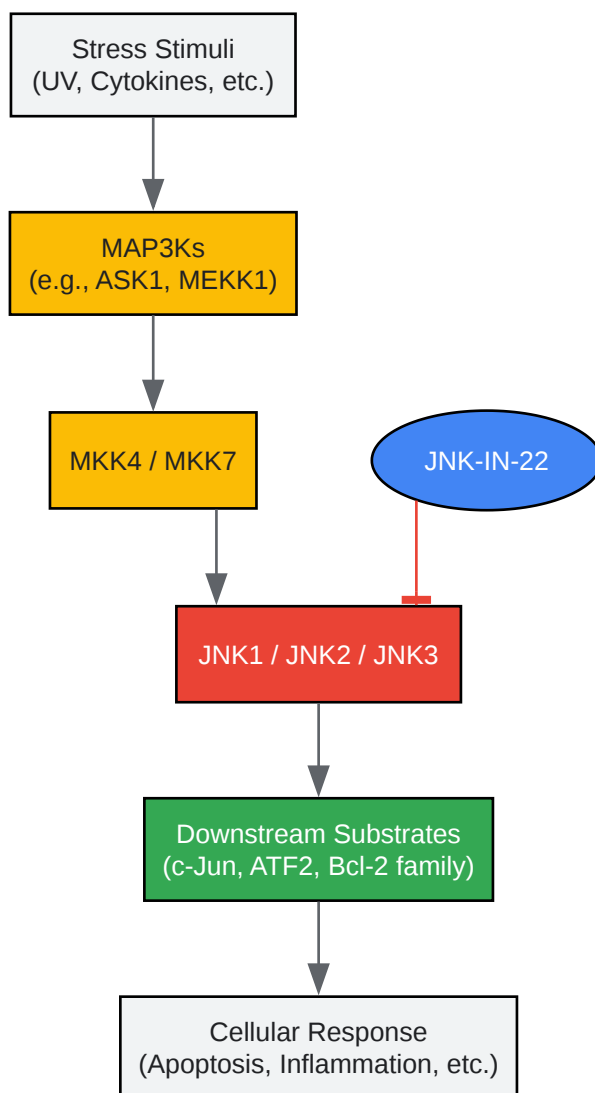 Stress Stimuli
(UV, Cytokines, etc.)
MAP3Ks
(e.g., ASK1, MEKK1)
MKK4 / MKK7
JNK-IN-22
JNK1 / JNK2 / JNK3
Downstream Substrates
(c-Jun, ATF2, Bcl-2 family)
Cellular Response
(Apoptosis, Inflammation, etc.)